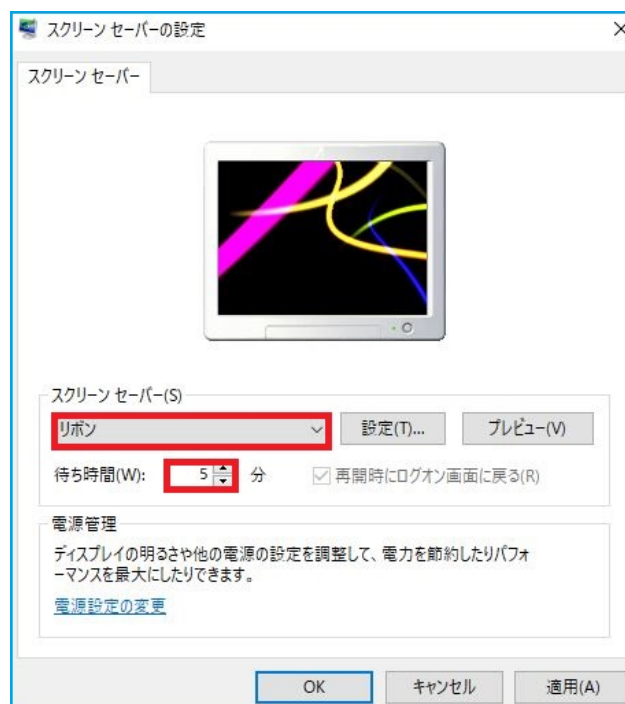 スクリーン セーバーの設定
スクリーン セーバー
スクリーン セーバー(S)
リボン
設定(T)...
プレビュー(V)
待ち時間(W):
5
分
再開時にログオン画面に戻る(R)
電源管理
ディスプレイの明るさや他の電源の設定を調整して、電力を節約したりパフォ
ーマンスを最大にしたりできます。
電源設定の変更
OK
キャンセル
適用(A)